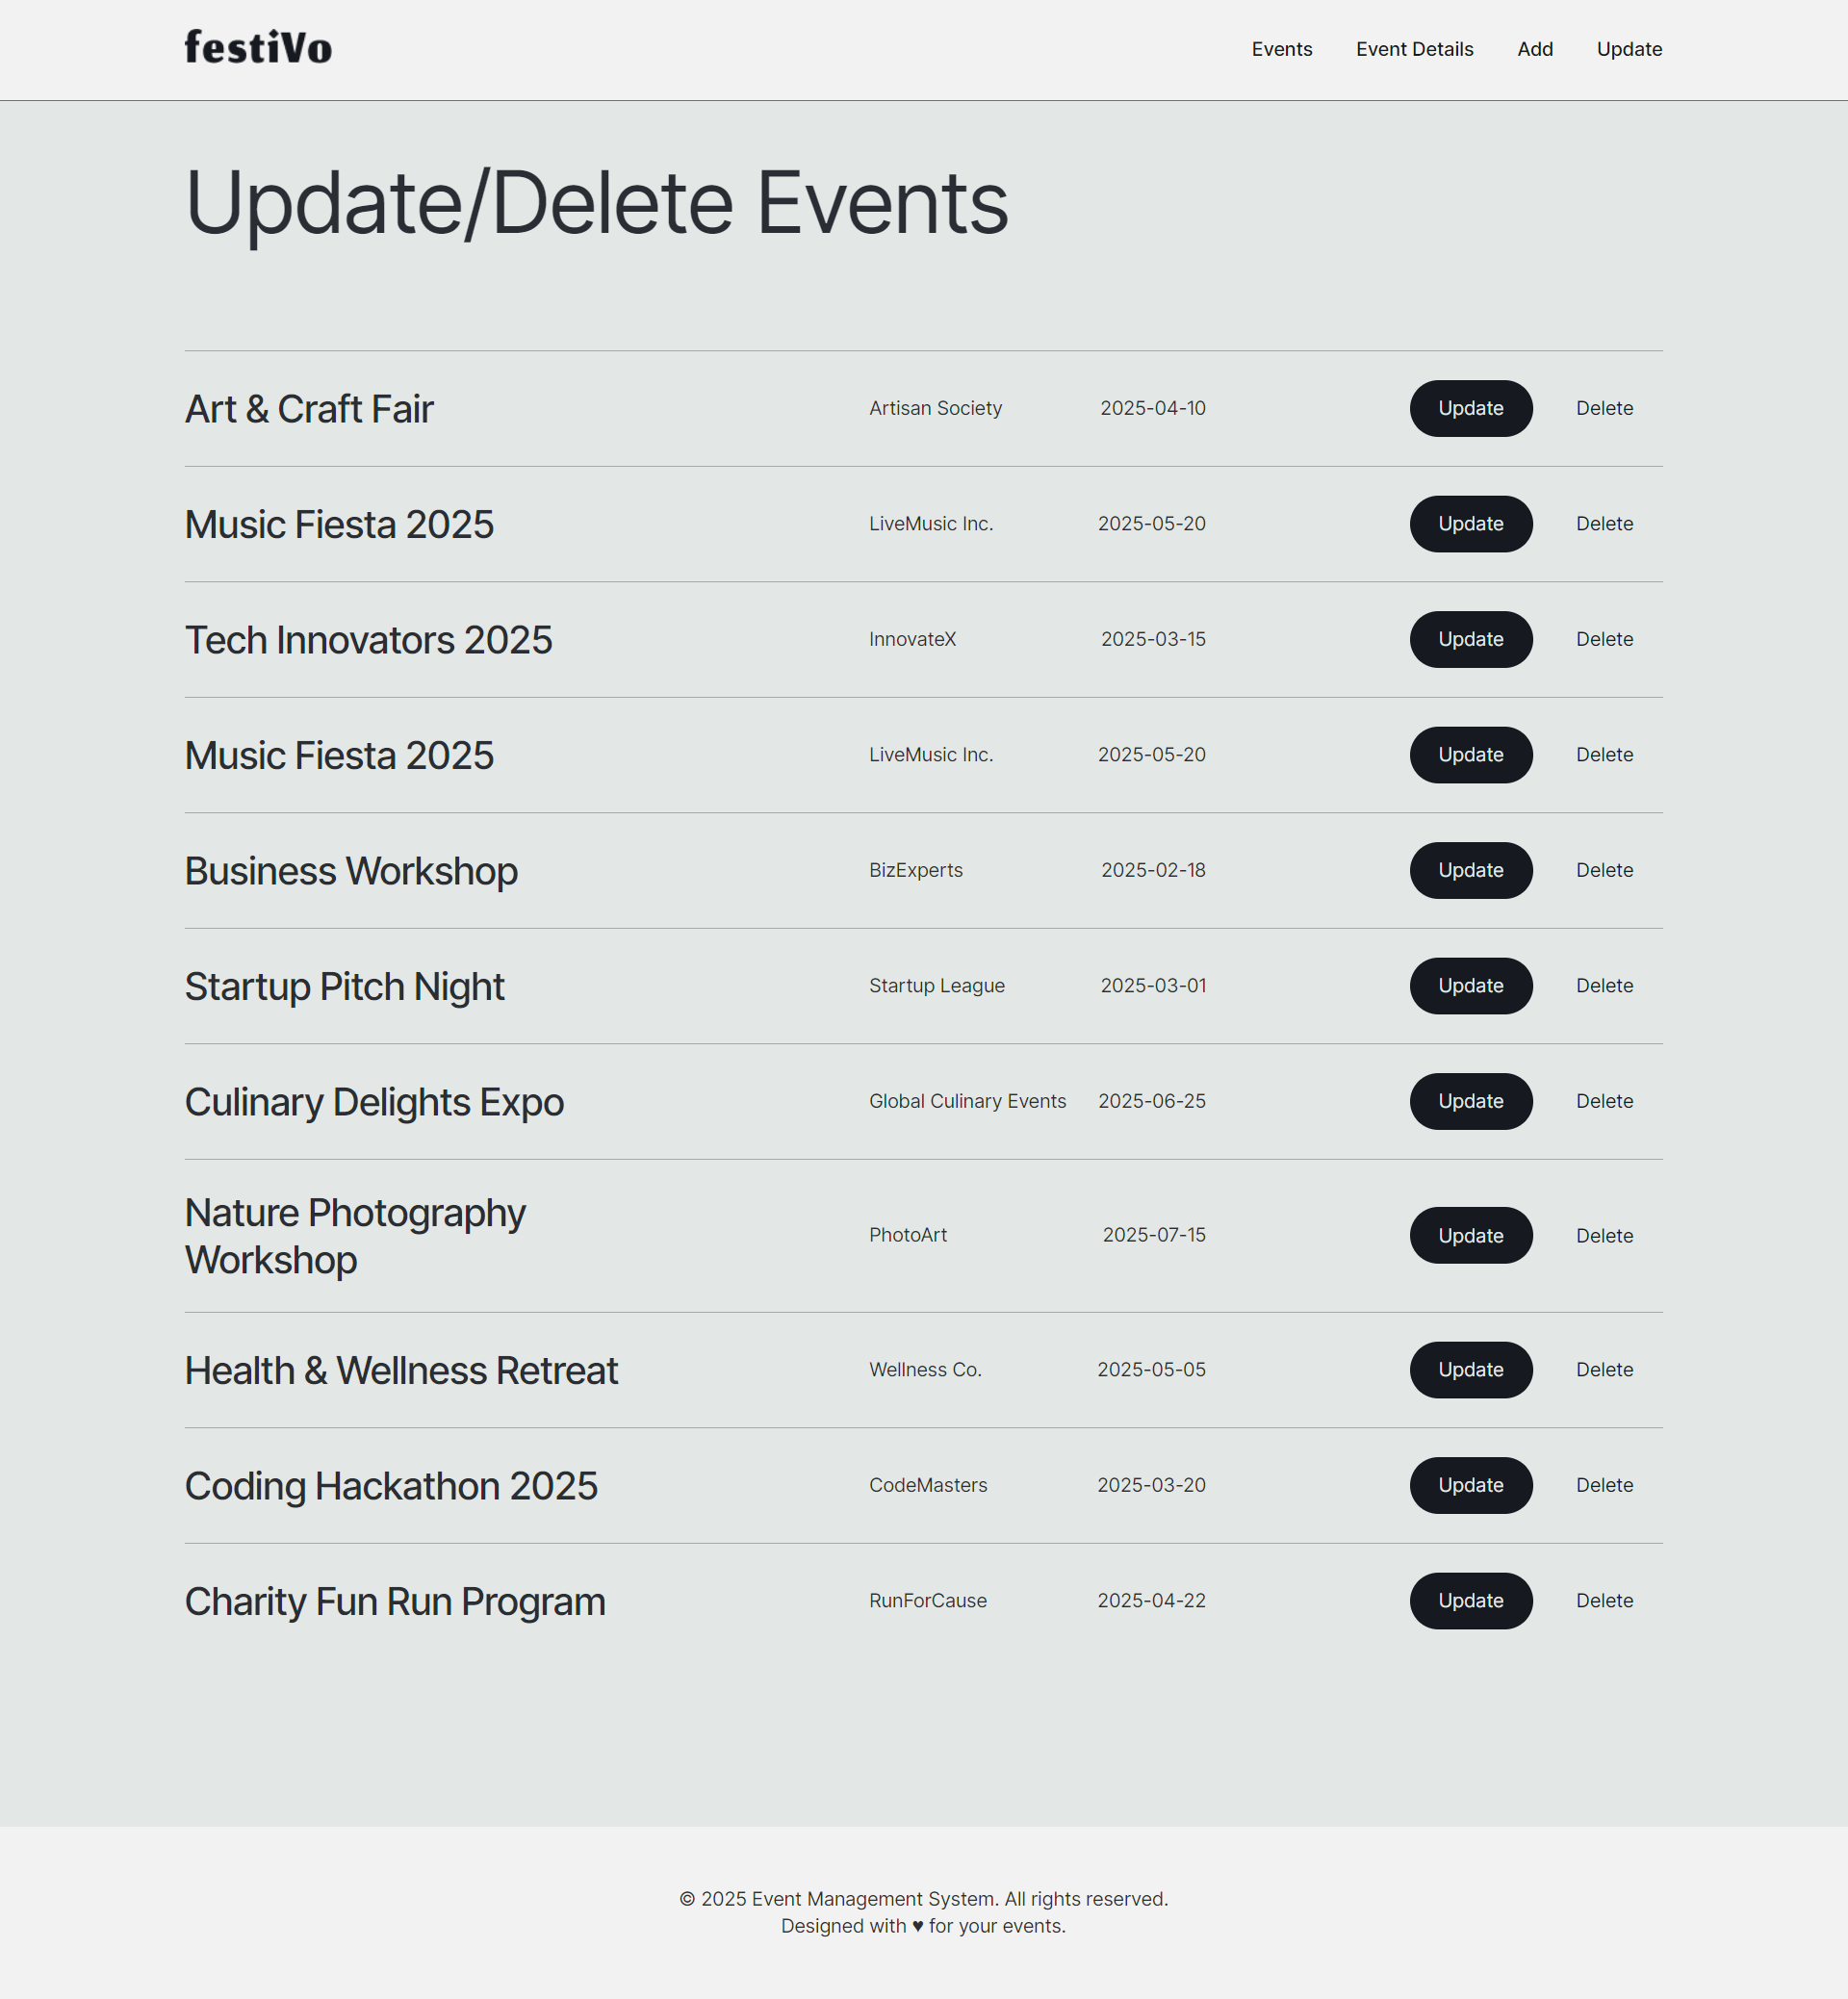 festiVo
Events Event Details Add Update
Update/Delete Events
Art & Craft Fair Artisan Society 2025-04-10 Update Delete
Music Fiesta 2025 LiveMusic Inc. 2025-05-20 Update Delete
Tech Innovators 2025 InnovateX 2025-03-15 Update Delete
Music Fiesta 2025 LiveMusic Inc. 2025-05-20 Update Delete
Business Workshop BizExperts 2025-02-18 Update Delete
Startup Pitch Night Startup League 2025-03-01 Update Delete
Culinary Delights Expo Global Culinary Events 2025-06-25 Update Delete
Nature Photography
Workshop
PhotoArt 2025-07-15 Update Delete
Health & Wellness Retreat Wellness Co. 2025-05-05 Update Delete
Coding Hackathon 2025 CodeMasters 2025-03-20 Update Delete
Charity Fun Run Program RunForCause 2025-04-22 Update Delete
© 2025 Event Management System. All rights reserved.
Designed with ♥ for your events.